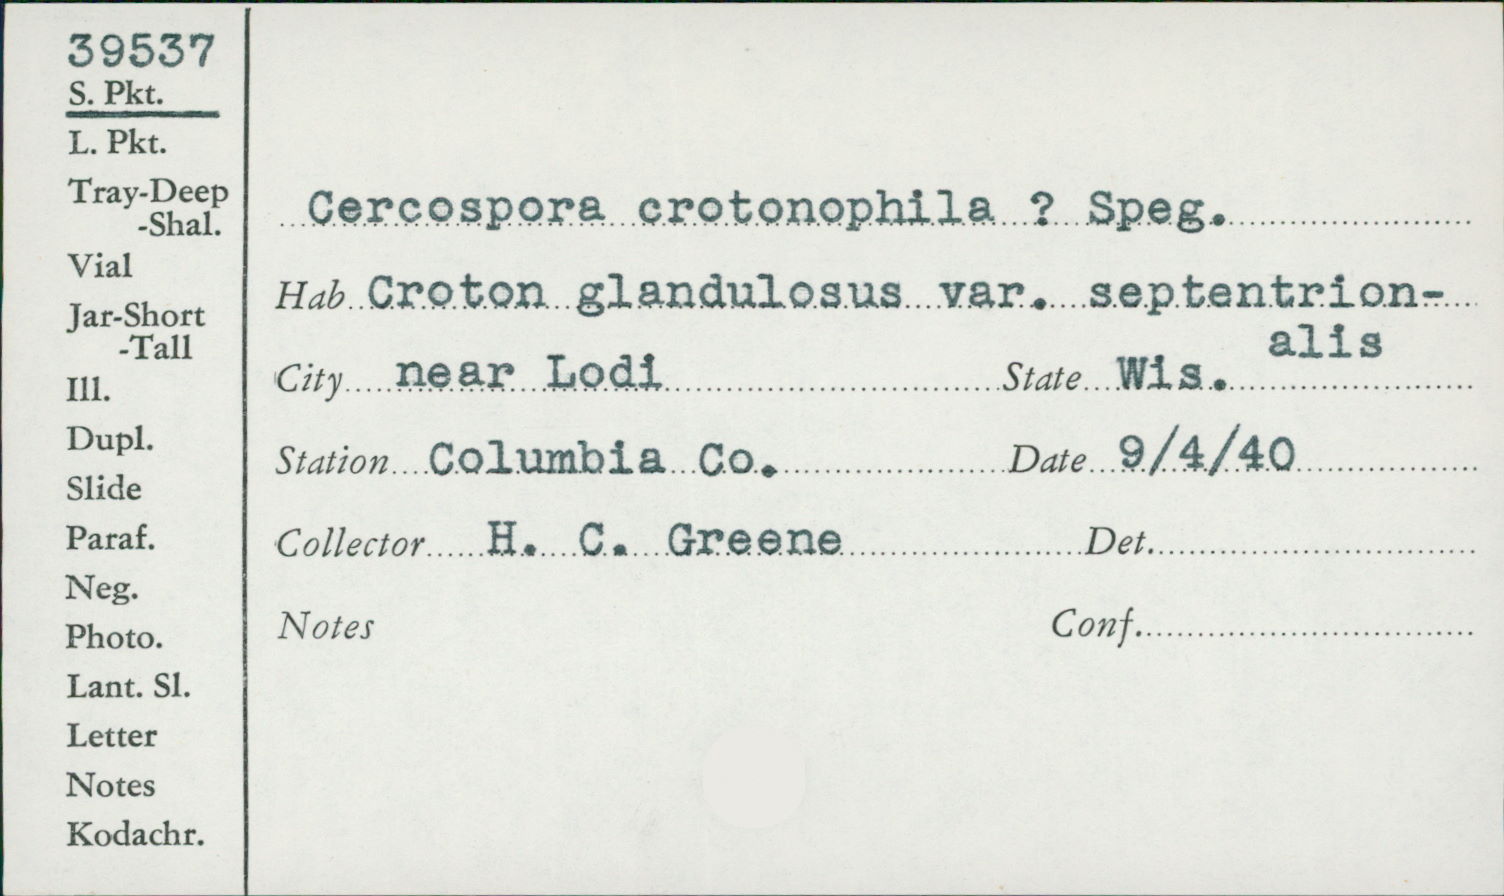 39537
S. Pkt.
L. Pkt.
Tray-Deep
-Shal.
Vial
Jar-Short
-Tall
Ill.
Dupl.
Slide
Paraf.
Neg.
Photo.
Lant. Sl.
Letter
Notes
Kodachr.
Cercospora crotonophila ? Speg.
Hab Croton glandulosus var. septentrion-
alis
City near Lodi State Wis.
Station Columbia Co. Date 9/4/40
Collector H. C. Greene Det.
Notes Conf.